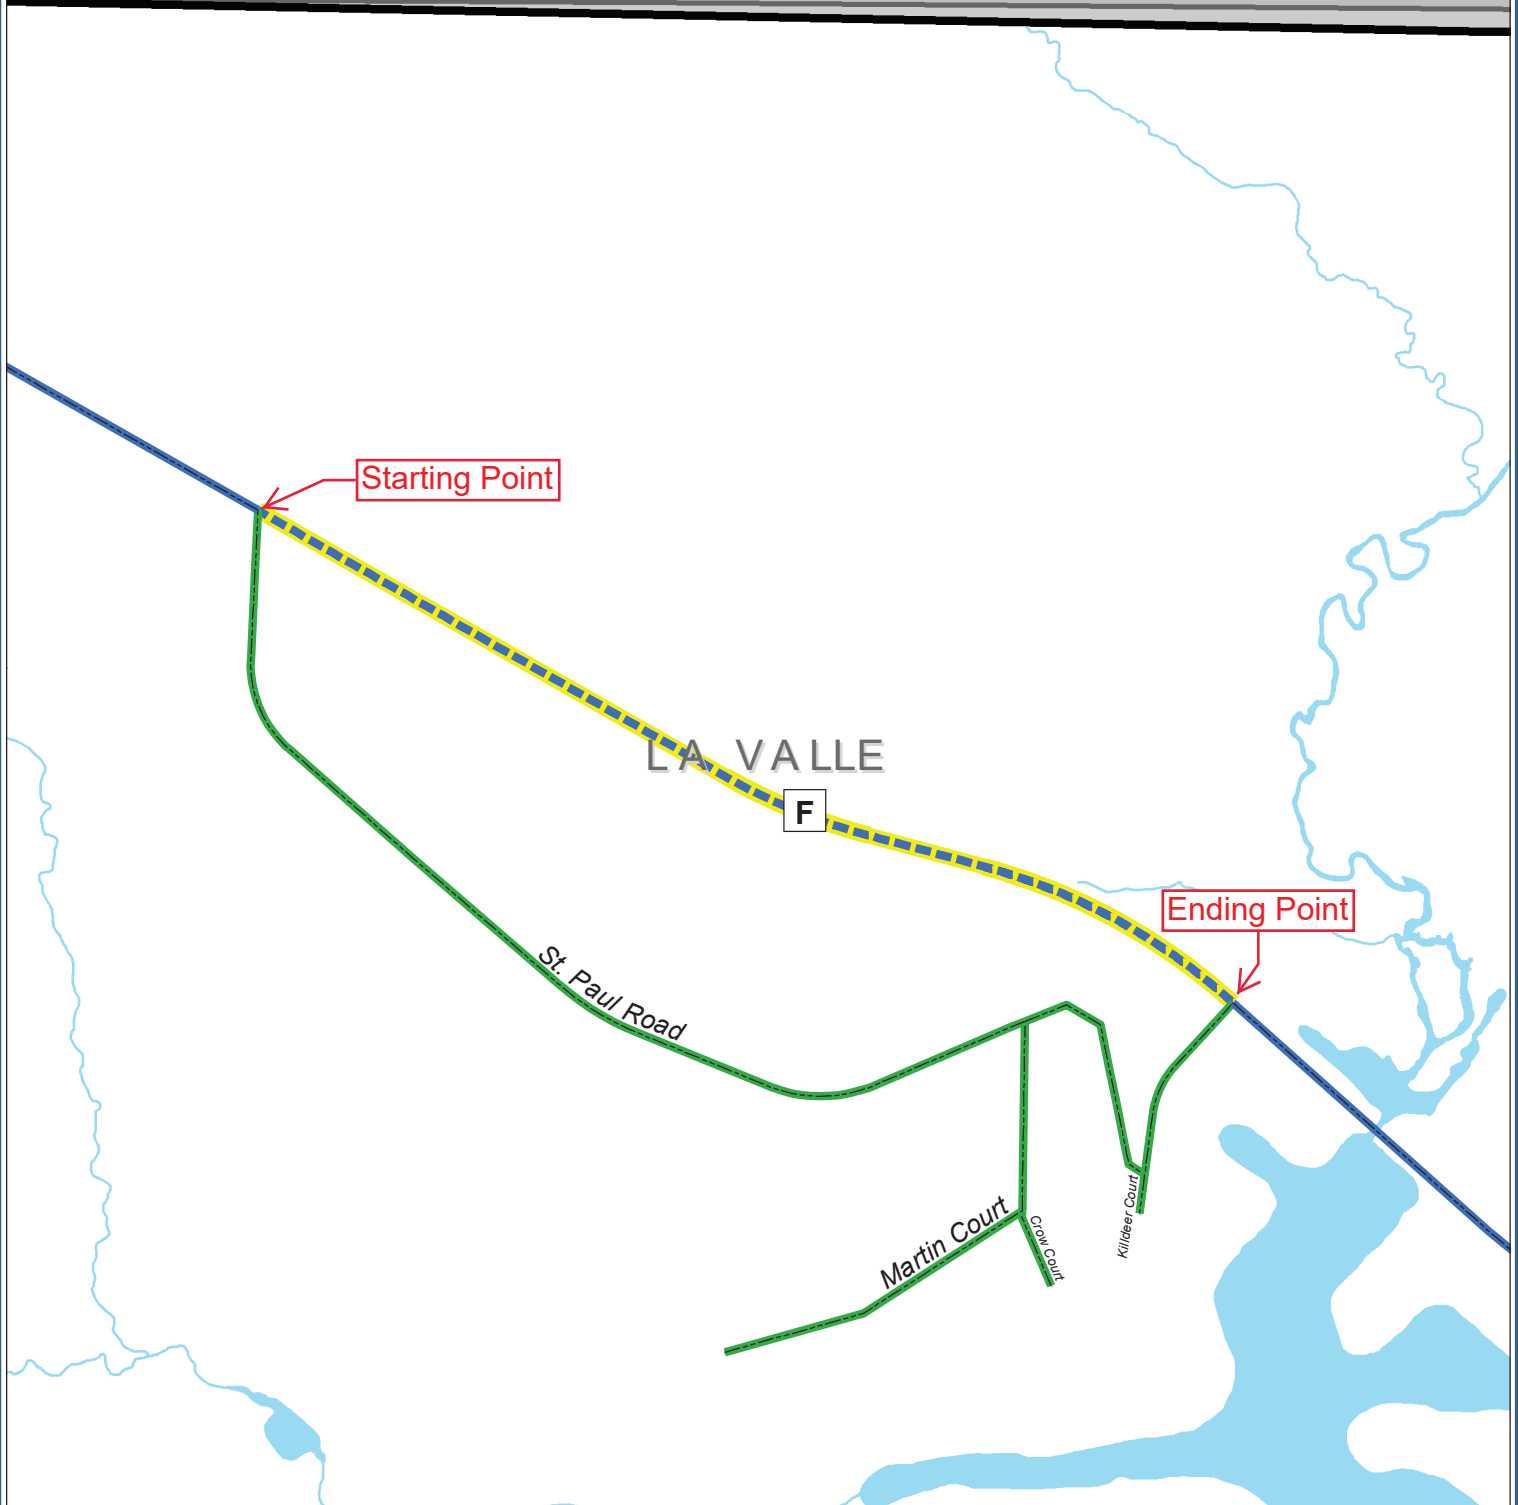 Starting Point
LA VALLE
F
Ending Point
St. Paul Road
Martin Court
Crow Court
Killdeer Court